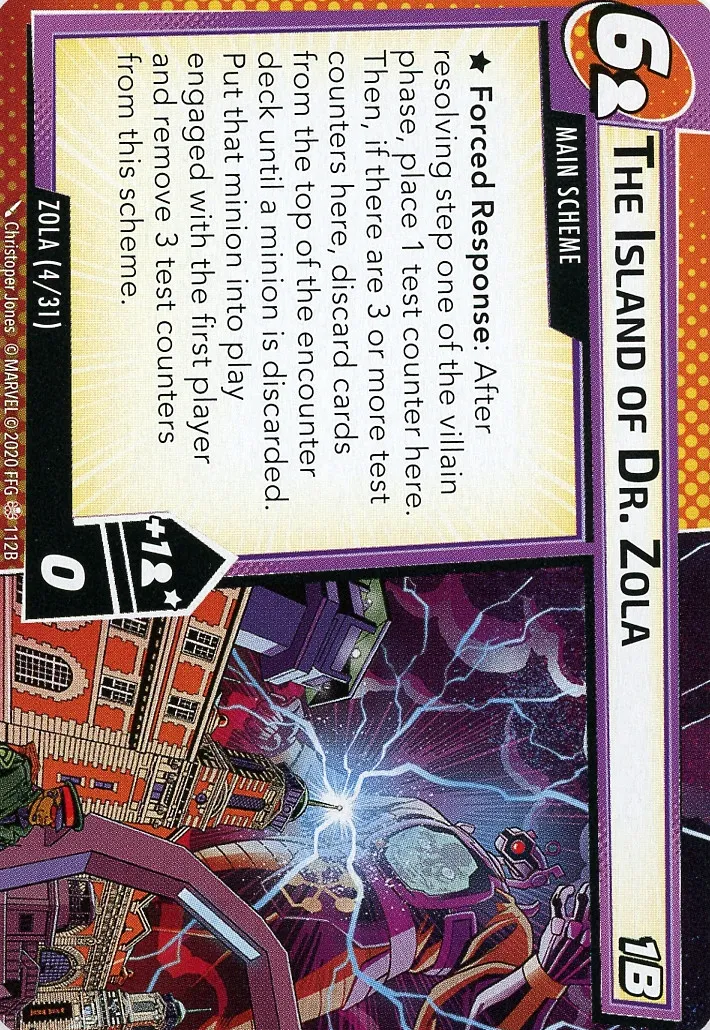 6
THE ISLAND OF DR. ZOLA
1B
MAIN SCHEME
★ Forced Response: After
resolving step one of the villain
phase, place 1 test counter here.
Then, if there are 3 or more test
counters here, discard cards
from the top of the encounter
deck until a minion is discarded.
Put that minion into play
engaged with the first player
and remove 3 test counters
from this scheme.
+1 ★
0
ZOLA (4/31)
Christoper Jones © MARVEL © 2020 FFG 112B